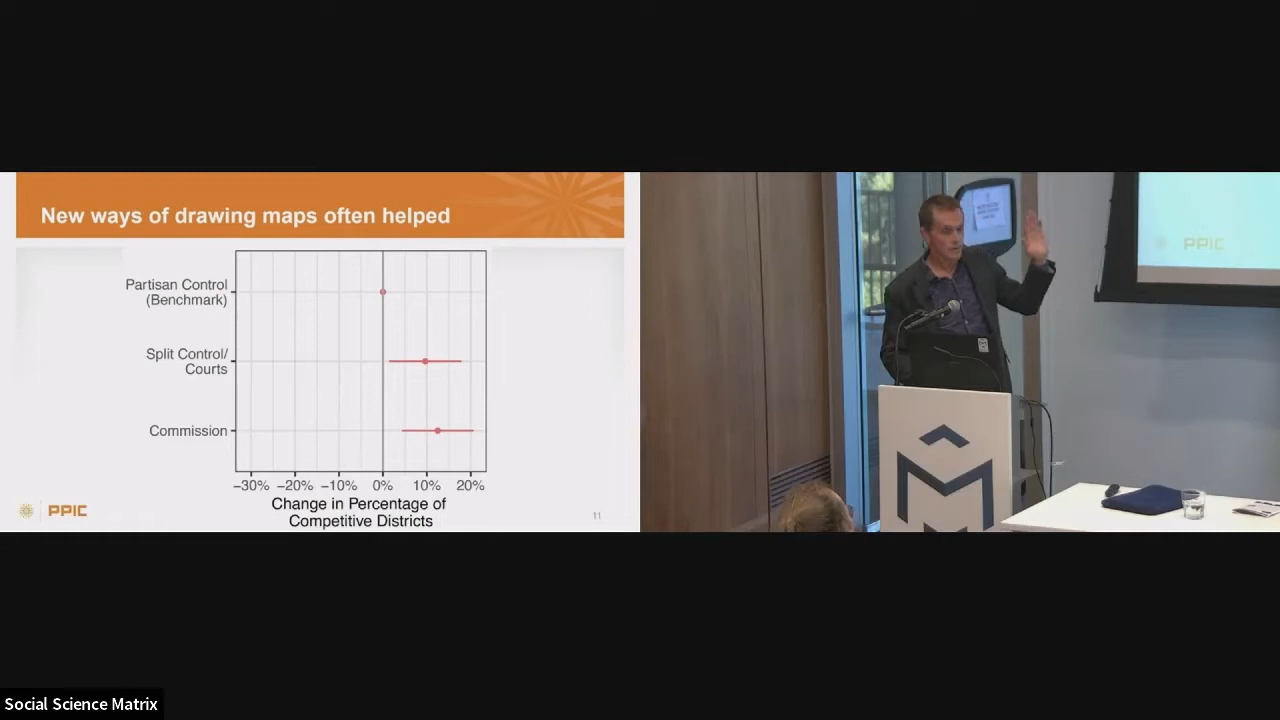 New ways of drawing maps often helped
Partisan Control
(Benchmark)
Split Control/
Courts
Commission
−30% −20% −10% 0% 10% 20%
Change in Percentage of
Competitive Districts
PPIC
11
PPIC
Social Science Matrix